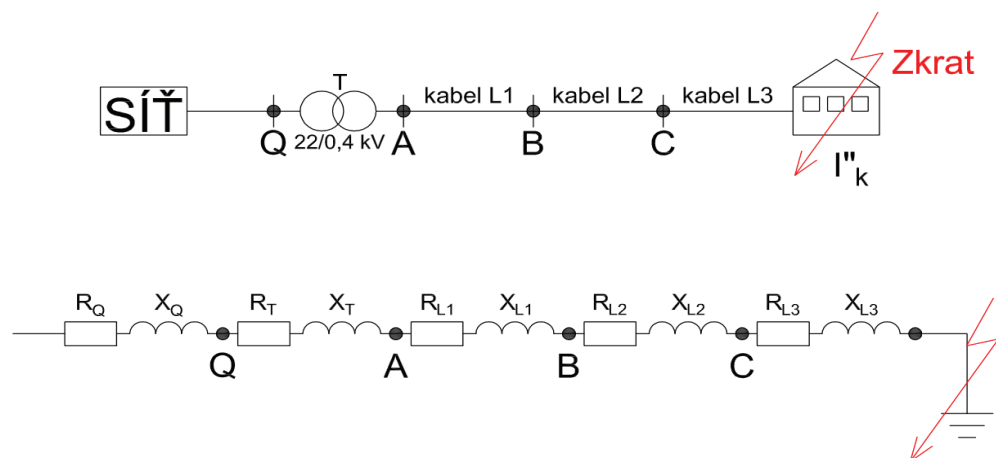 Zkrat
SÍŤ
T
kabel L1
kabel L2
kabel L3
Q
22/0,4 kV
A
B
C
I"k
RQ
XQ
RT
XT
RL1
XL1
RL2
XL2
RL3
XL3
Q
A
B
C